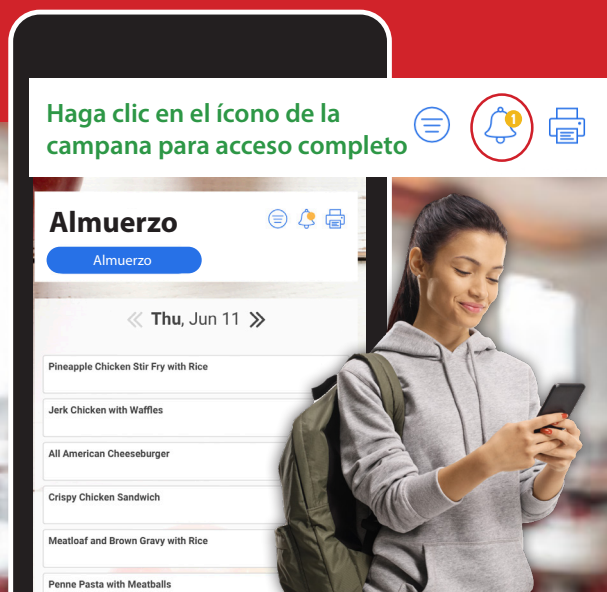 Haga clic en el ícono de la
campana para acceso completo
1
Almuerzo
Almuerzo
Thu, Jun 11
Pineapple Chicken Stir Fry with Rice
Jerk Chicken with Waffles
All American Cheeseburger
Crispy Chicken Sandwich
Meatloaf and Brown Gravy with Rice
Penne Pasta with Meatballs